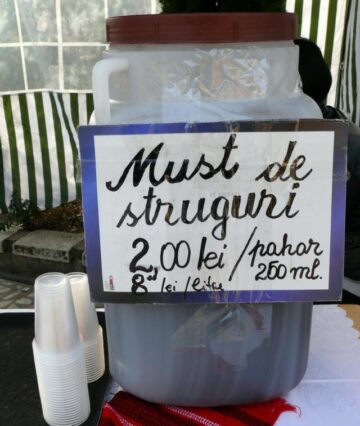 Must de
struguri
2,00 lei / pahar
250 ml.
8 lei / litru